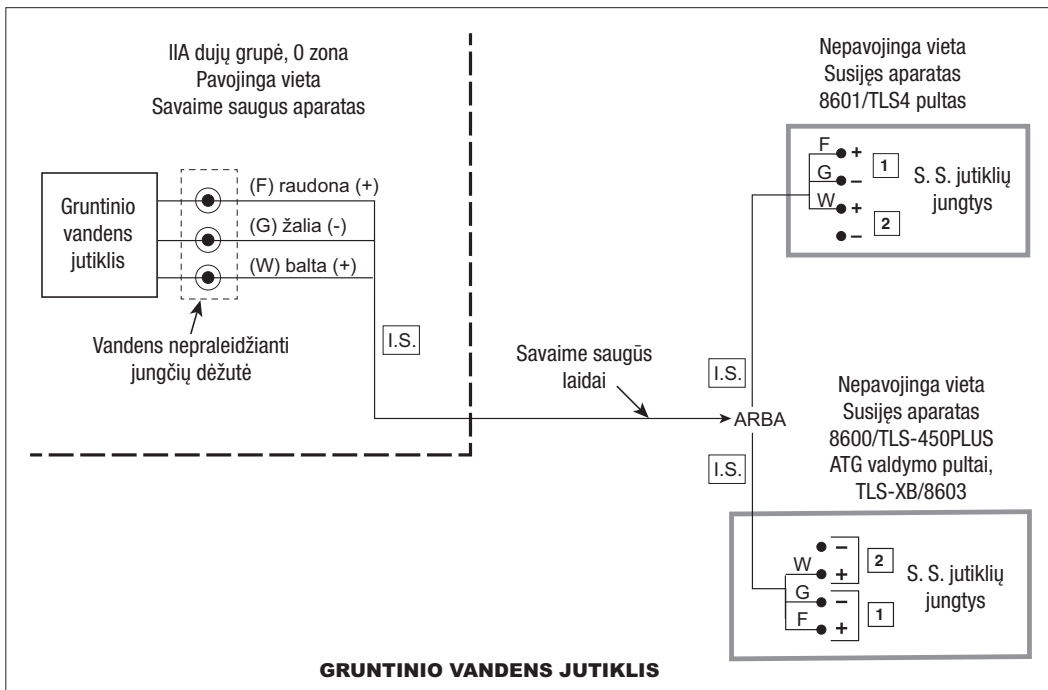 IIA dujų grupė, 0 zona
Pavojinga vieta
Savaime saugus aparatas
Gruntinio
vandens
jutiklis
(F) raudona (+)
(G) žalia (-)
(W) balta (+)
Vandens nepraleidžianti
jungčių dėžutė
I.S.
Savaime saugūs
laidai
ARBA
I.S.
I.S.
Nepavojinga vieta
Susijęs aparatas
8601/TLS4 pultas
F +
G – 1
W +
– 2
S. S. jutiklių
jungtys
Nepavojinga vieta
Susijęs aparatas
8600/TLS-450PLUS
ATG valdymo pultai,
TLS-XB/8603
– 2
W +
G – 1
F +
S. S. jutiklių
jungtys
GRUNTINIO VANDENS JUTIKLIS